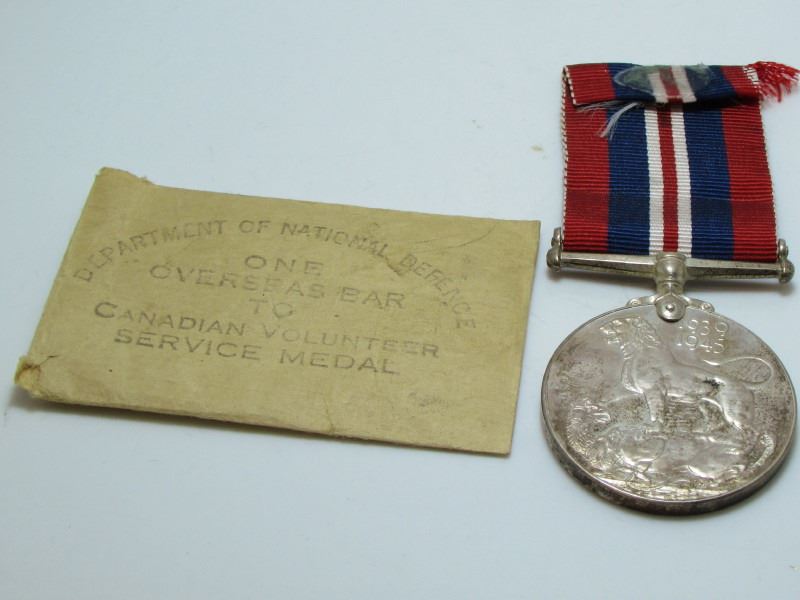 DEPARTMENT OF NATIONAL DEFENCE
ONE
OVERSEAS BAR
TO
CANADIAN VOLUNTEER
SERVICE MEDAL
1939
1945